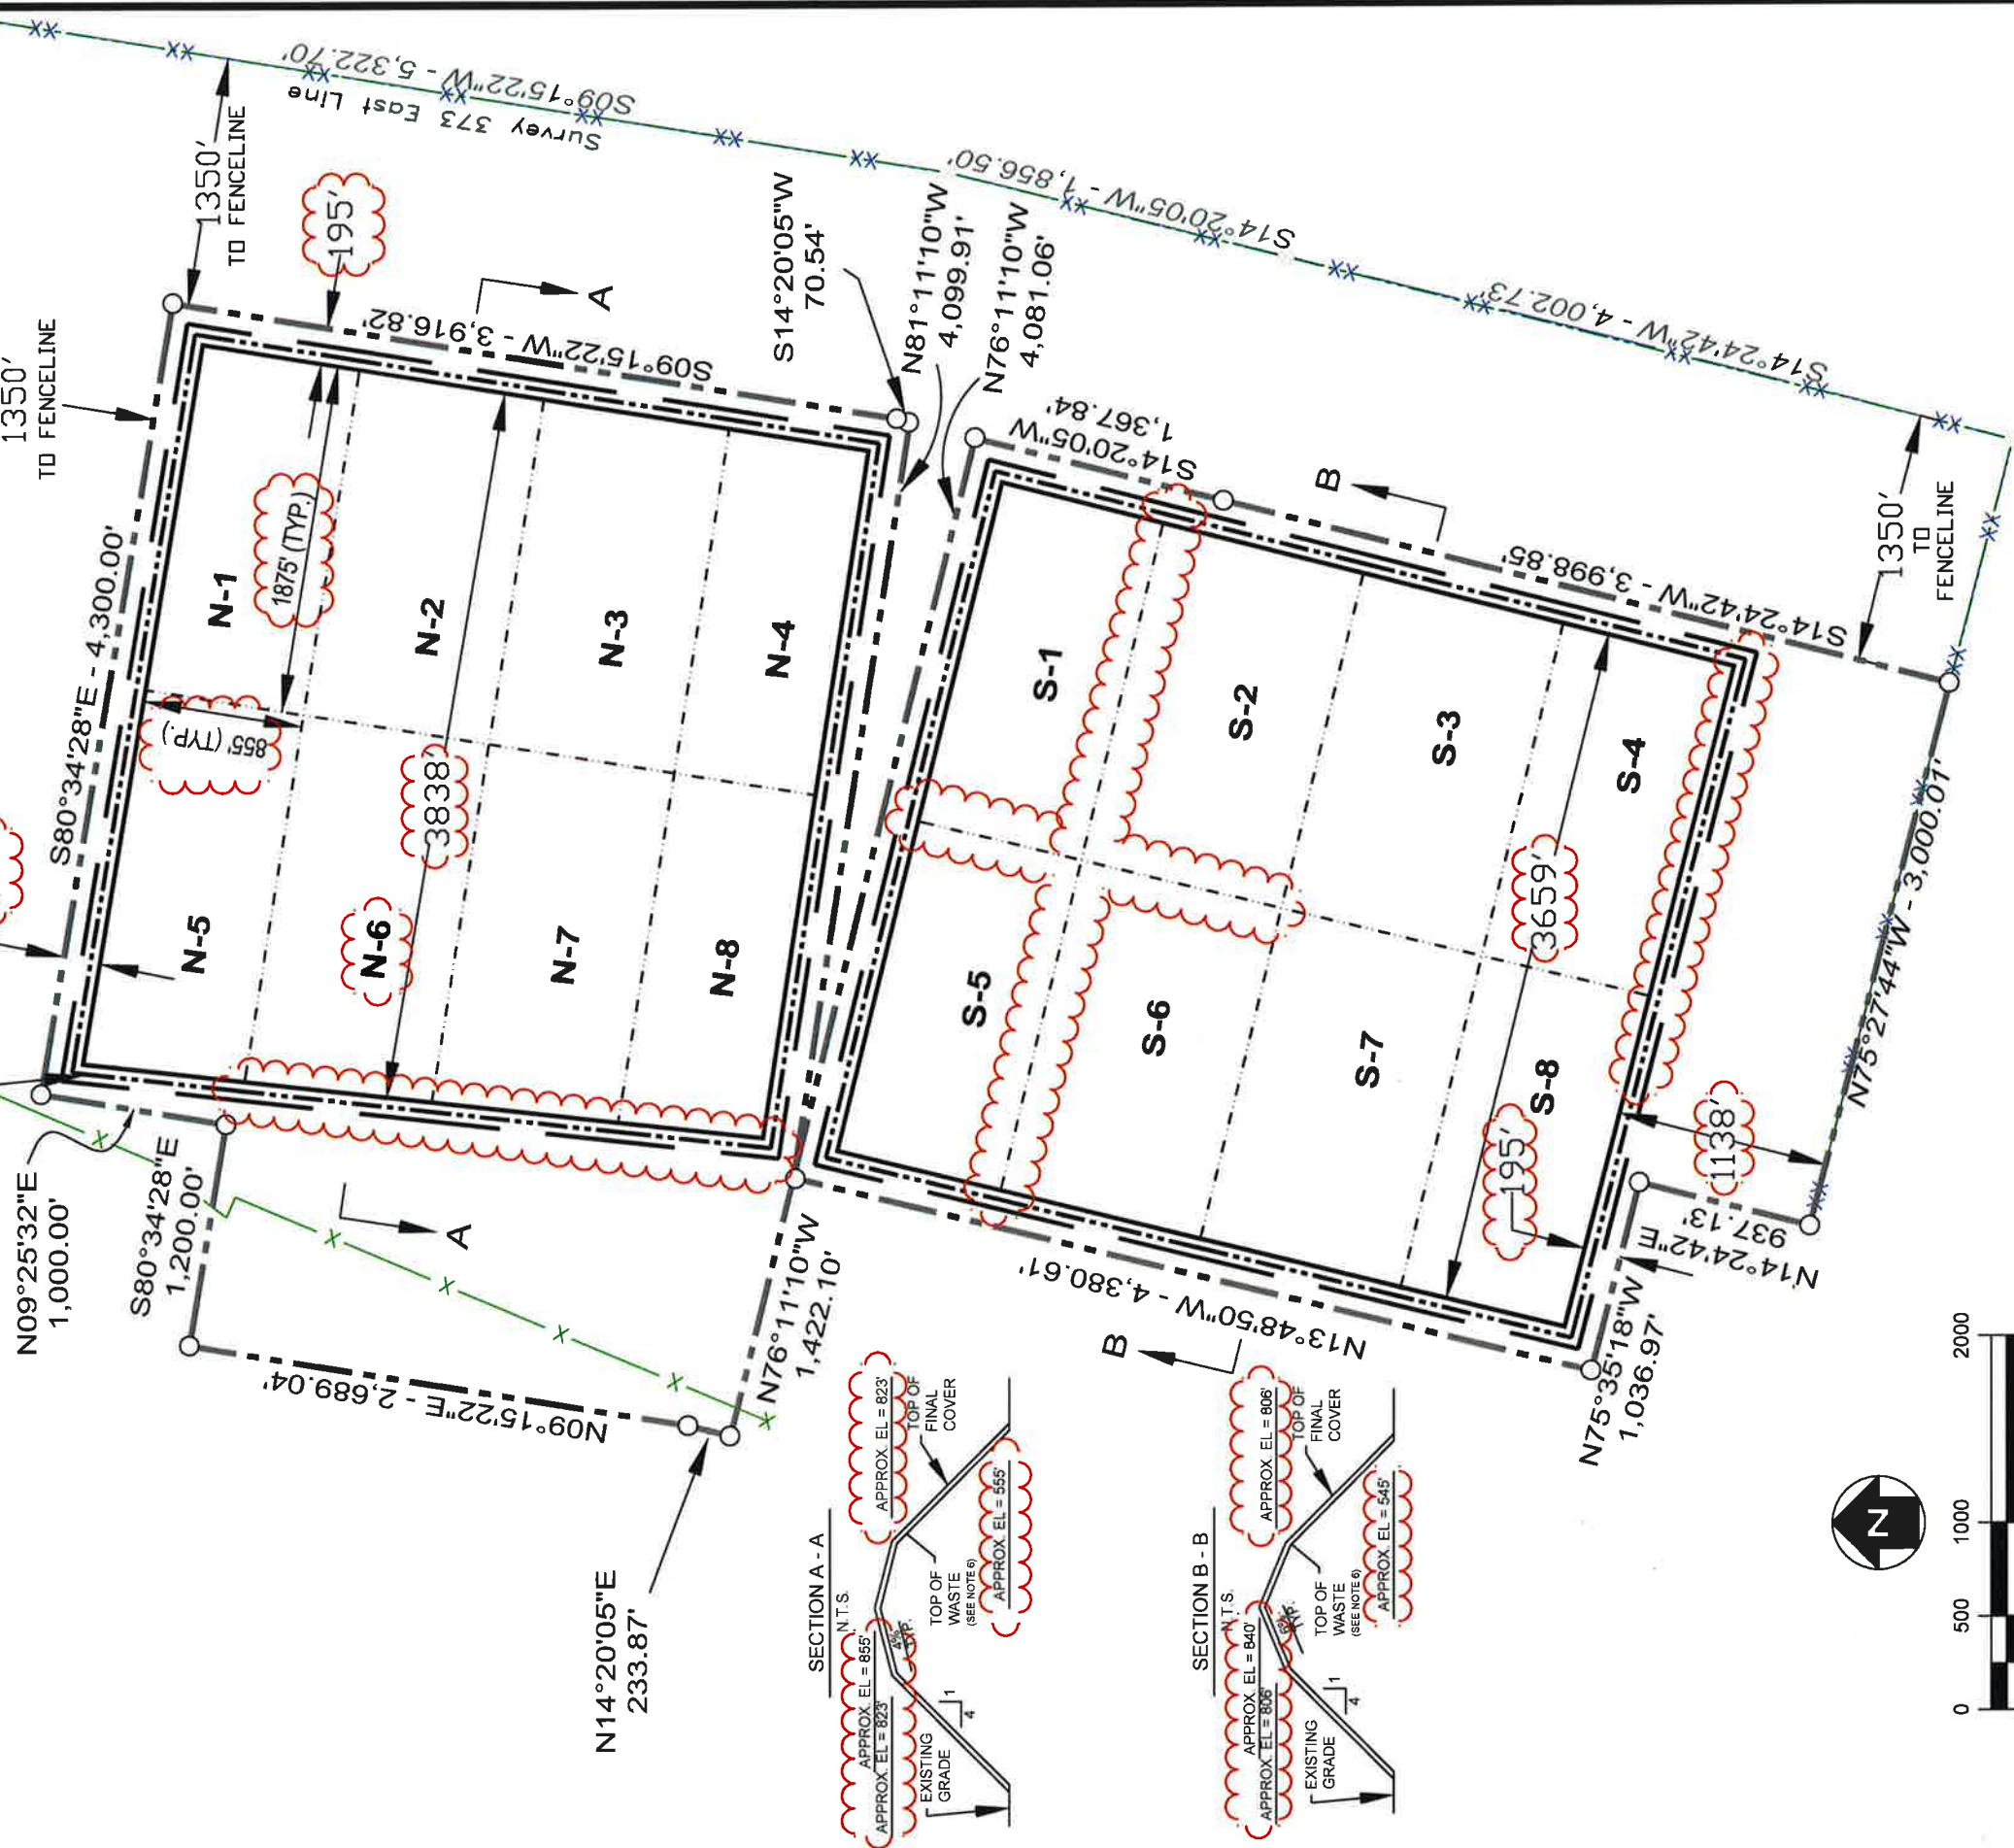 1350'
TO FENCELINE
1350'
TO FENCELINE
S09°15'22"W - 5,322.70'
Survey 373 East Line
195'
S80°34'28"E - 4,300.00'
N-1
1875' (TYP.)
855' (TYP.)
S09°15'22"W - 3,916.82'
A
N-2
N-3
N-4
N-5
3838'
N-6
N-7
N-8
S14°20'05"W
70.54'
N81°11'10"W
4,099.91'
N76°11'10"W
4,081.06'
S14°20'05"W - 1,856.50'
S14°24'42"W - 4,002.73'
S14°20'05"W
1,367.84'
B
S14°24'42"W - 3,998.85'
1350'
TO
FENCELINE
S-1
S-2
S-3
S-4
S-5
S-6
S-7
S-8
3659'
195'
1138'
N75°27'44"W - 3,000.01'
N14°24'42"E
937.13'
N75°35'18"W
1,036.97'
N13°48'50"W - 4,380.61'
B
N09°25'32"E
1,000.00'
S80°34'28"E
1,200.00'
A
N76°11'10"W
1,422.10'
N09°15'22"E - 2,689.04'
N14°20'05"E
233.87'
SECTION A - A
N.T.S.
APPROX. EL = 855'
APPROX. EL = 823'
4%
TYP.
APPROX. EL = 823'
TOP OF
FINAL
COVER
TOP OF
WASTE
(SEE NOTE 6)
APPROX. EL = 555'
EXISTING
GRADE
1
4
SECTION B - B
N.T.S.
APPROX. EL = 840'
APPROX. EL = 806'
6%
TYP.
APPROX. EL = 806'
TOP OF
FINAL
COVER
TOP OF
WASTE
(SEE NOTE 6)
APPROX. EL = 545'
EXISTING
GRADE
1
4
N
0 500 1000 2000